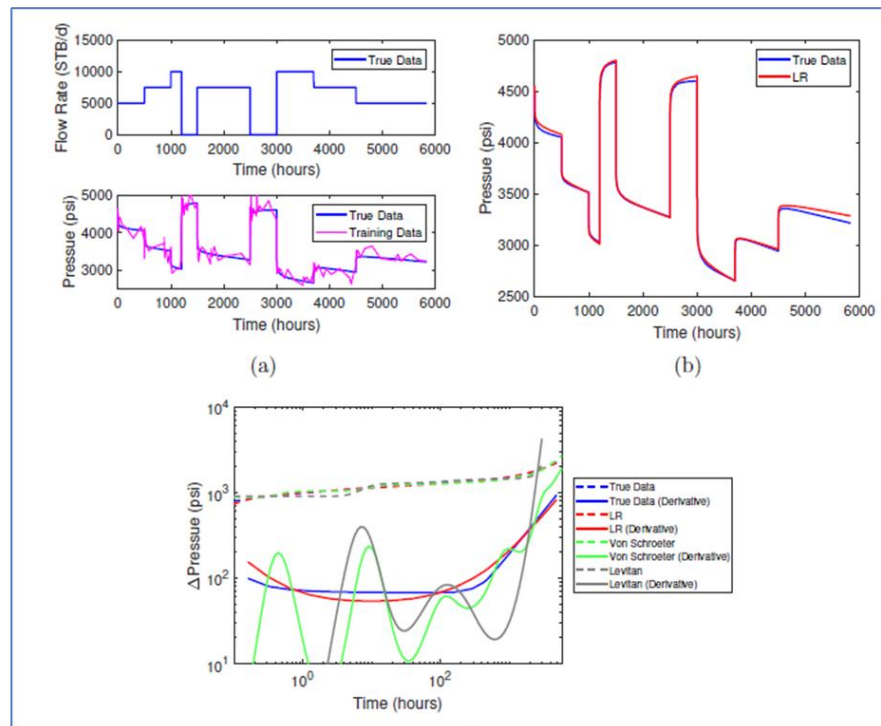 15000
10000
5000
0
Flow Rate (STB/d)
True Data
0 1000 2000 3000 4000 5000 6000
Time (hours)
5000
4000
3000
Pressue (psi)
True Data
Training Data
0 1000 2000 3000 4000 5000 6000
Time (hours)
(a)
5000
4500
4000
3500
3000
2500
Pressue (psi)
True Data
LR
0 1000 2000 3000 4000 5000 6000
Time (hours)
(b)
10⁴
10³
10²
10¹
ΔPressue (psi)
10⁰ 10²
Time (hours)
True Data
True Data (Derivative)
LR
LR (Derivative)
Von Schroeter
Von Schroeter (Derivative)
Levitan
Levitan (Derivative)